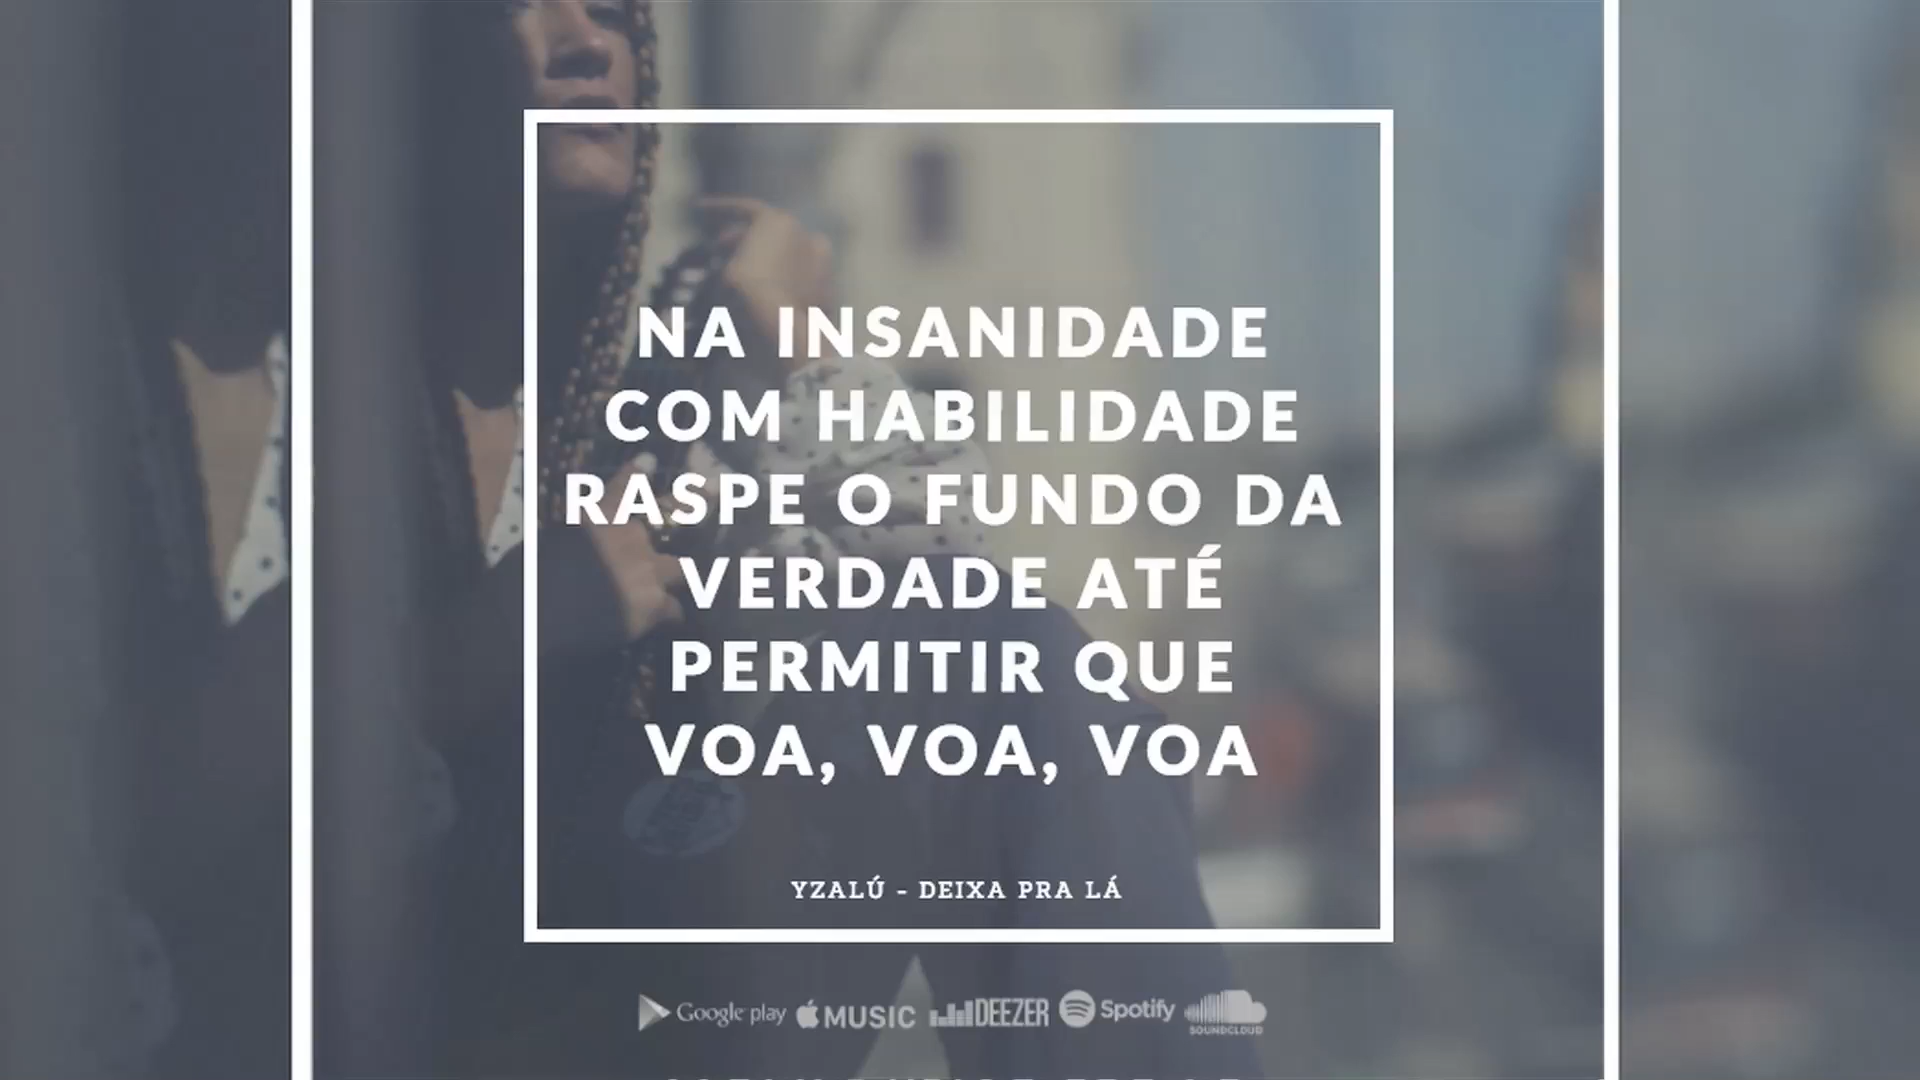 NA INSANIDADE
COM HABILIDADE
RASPE O FUNDO DA
VERDADE ATÉ
PERMITIR QUE
VOA, VOA, VOA
YZALÚ - DEIXA PRA LÁ
Google play MUSIC DEEZER Spotify SOUNDCLOUD